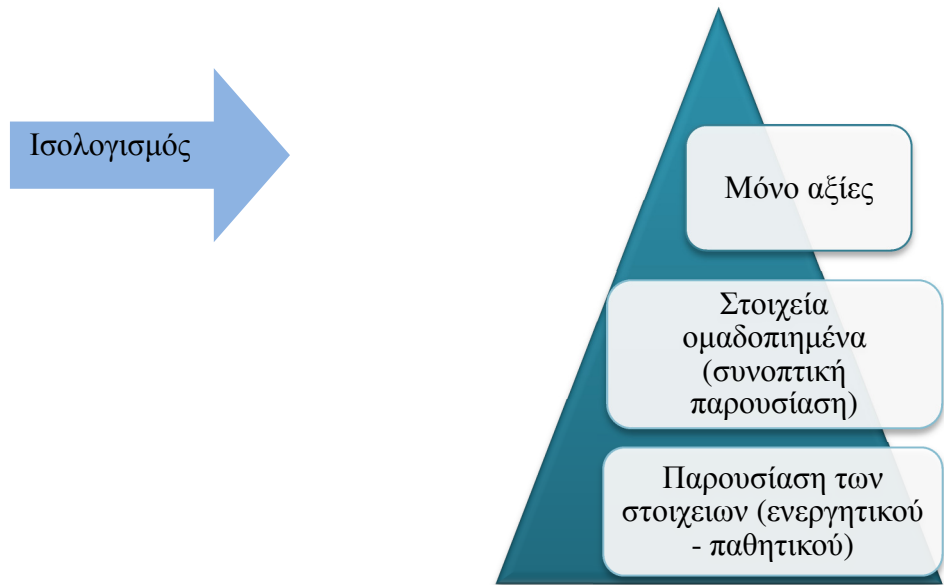 Ισολογισμός
Μόνο αξίες
Στοιχεία
ομαδοπιημένα
(συνοπτική
παρουσίαση)
Παρουσίαση των
στοιχειων (ενεργητικού
- παθητικού)